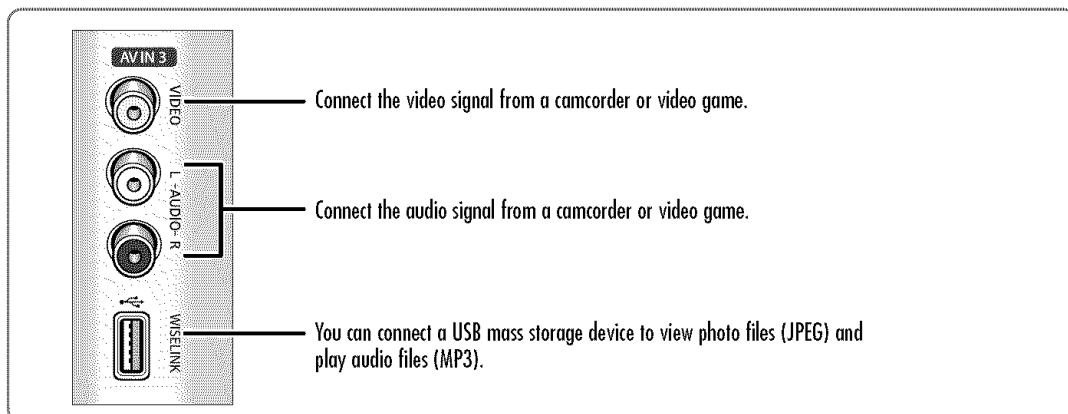 AV IN 3
VIDEO
Connect the video signal from a camcorder or video game.
L -AUDIO- R
Connect the audio signal from a camcorder or video game.
WISELINK
You can connect a USB mass storage device to view photo files (JPEG) and
play audio files (MP3).